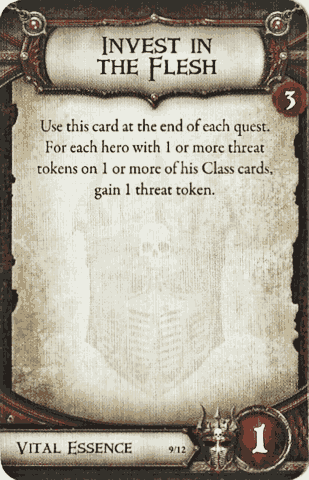 INVEST IN
THE FLESH
3
Use this card at the end of each quest.
For each hero with 1 or more threat
tokens on 1 or more of his Class cards,
gain 1 threat token.
VITAL ESSENCE 9/12 1